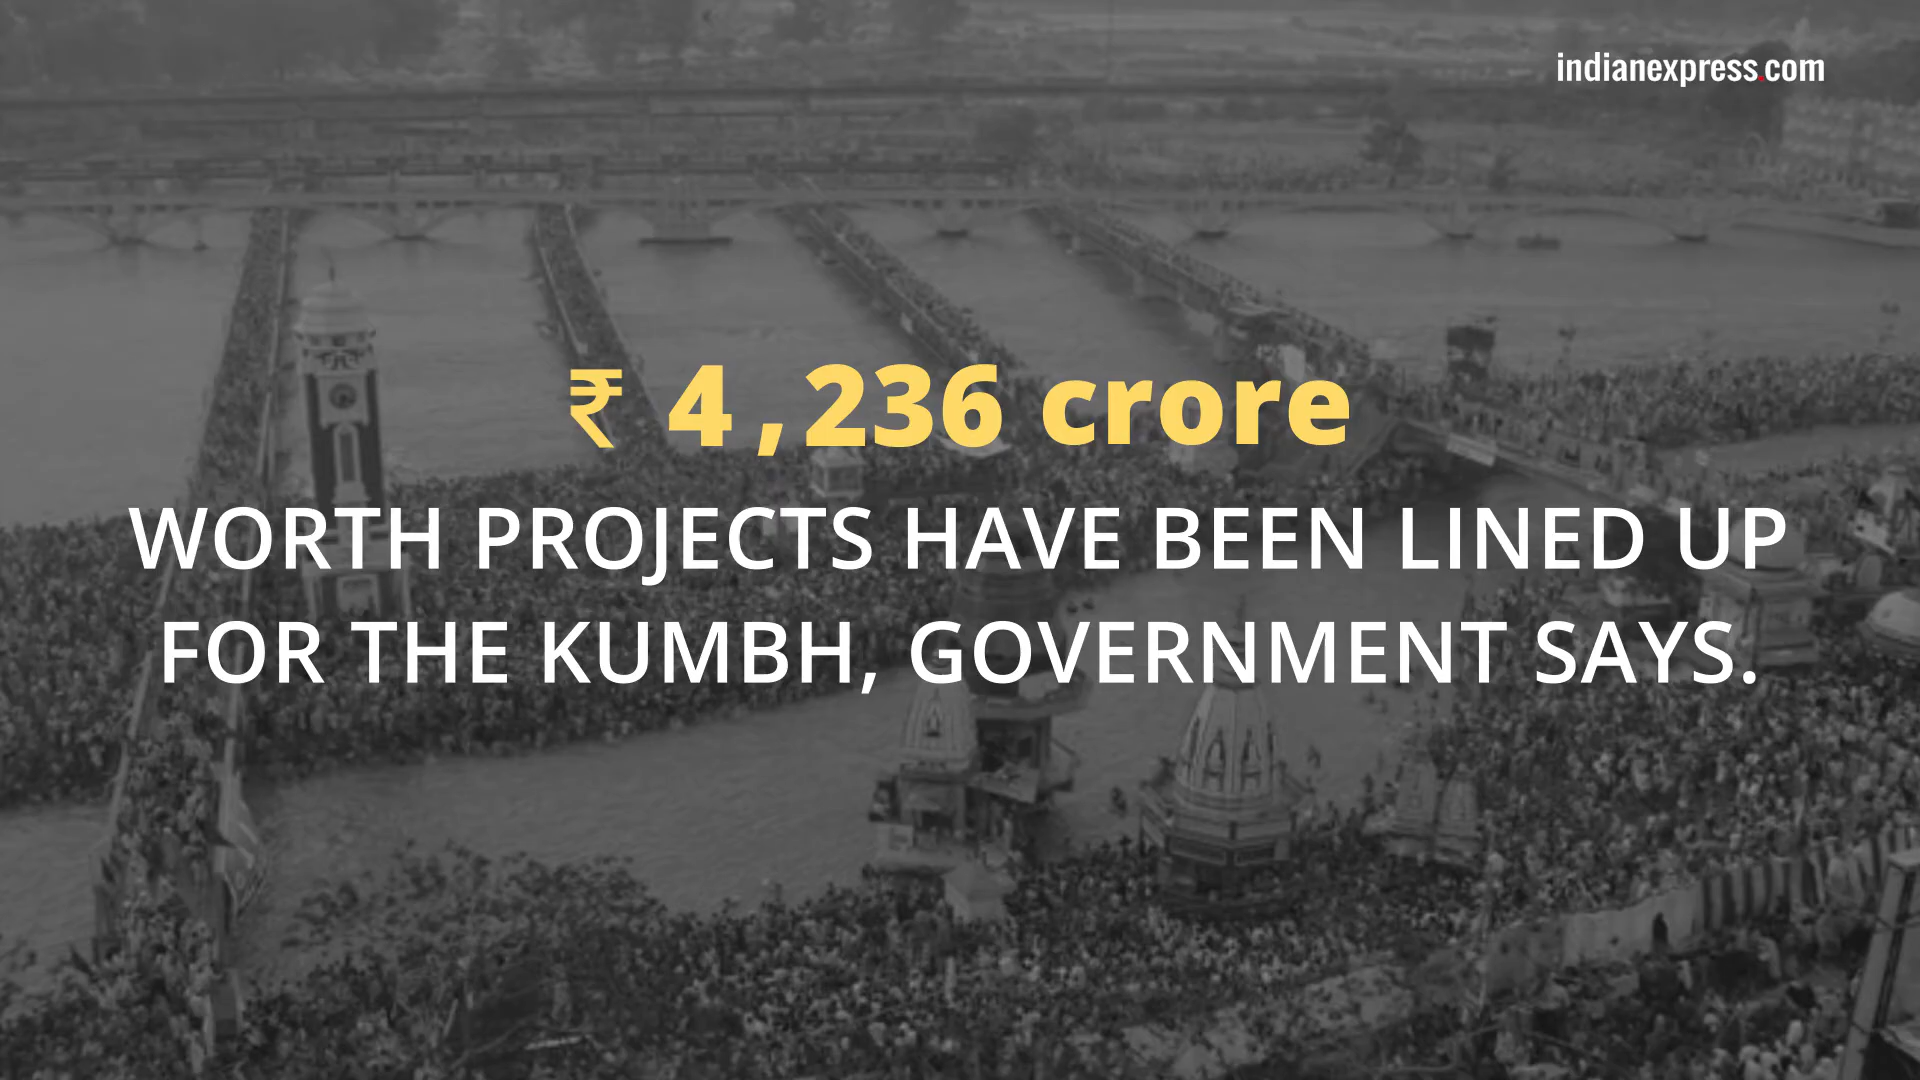 indianexpress.com
₹ 4,236 crore
WORTH PROJECTS HAVE BEEN LINED UP
FOR THE KUMBH, GOVERNMENT SAYS.